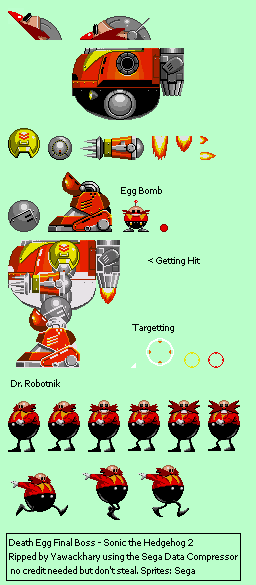 Egg Bomb
< Getting Hit
Targetting
Dr. Robotnik
Death Egg Final Boss - Sonic the Hedgehog 2
Ripped by Yawackhary using the Sega Data Compressor
no credit needed but don't steal. Sprites: Sega